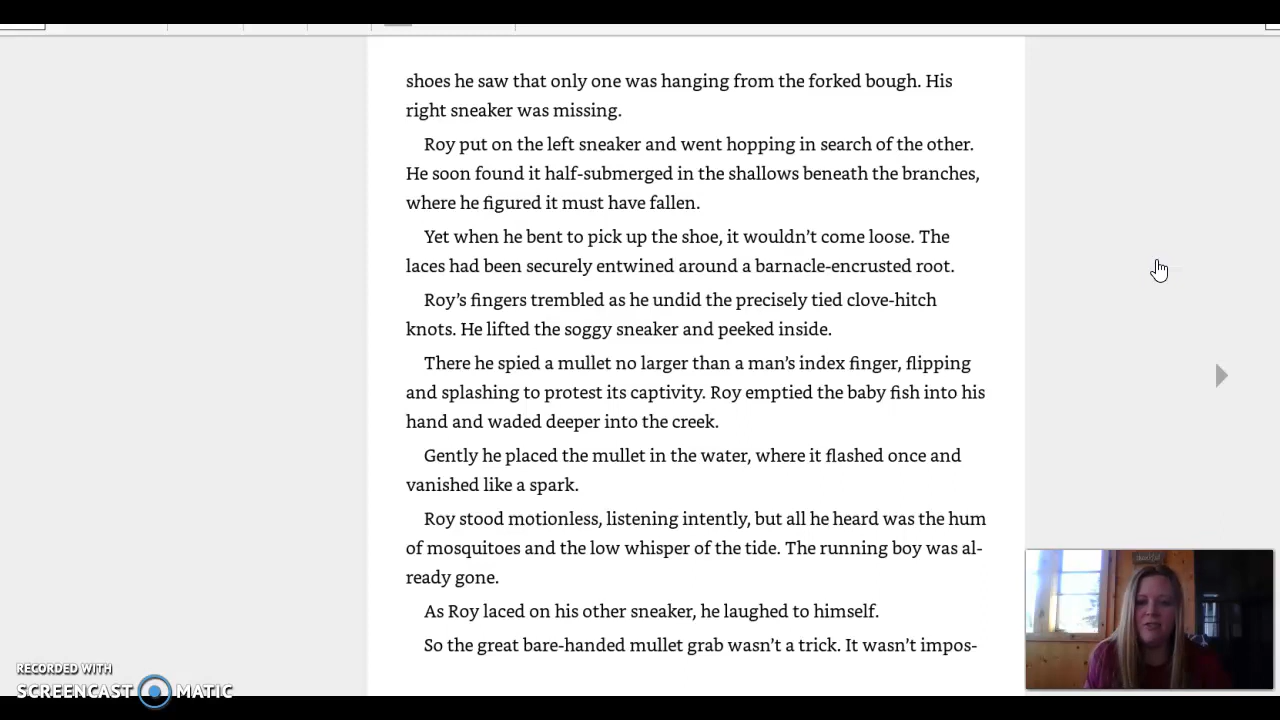 shoes he saw that only one was hanging from the forked bough. His
right sneaker was missing.
Roy put on the left sneaker and went hopping in search of the other.
He soon found it half-submerged in the shallows beneath the branches,
where he figured it must have fallen.
Yet when he bent to pick up the shoe, it wouldn’t come loose. The
laces had been securely entwined around a barnacle-encrusted root.
Roy’s fingers trembled as he undid the precisely tied clove-hitch
knots. He lifted the soggy sneaker and peeked inside.
There he spied a mullet no larger than a man’s index finger, flipping
and splashing to protest its captivity. Roy emptied the baby fish into his
hand and waded deeper into the creek.
Gently he placed the mullet in the water, where it flashed once and
vanished like a spark.
Roy stood motionless, listening intently, but all he heard was the hum
of mosquitoes and the low whisper of the tide. The running boy was al-
ready gone.
As Roy laced on his other sneaker, he laughed to himself.
So the great bare-handed mullet grab wasn’t a trick. It wasn’t impos-
RECORDED WITH
SCREENCAST MATIC